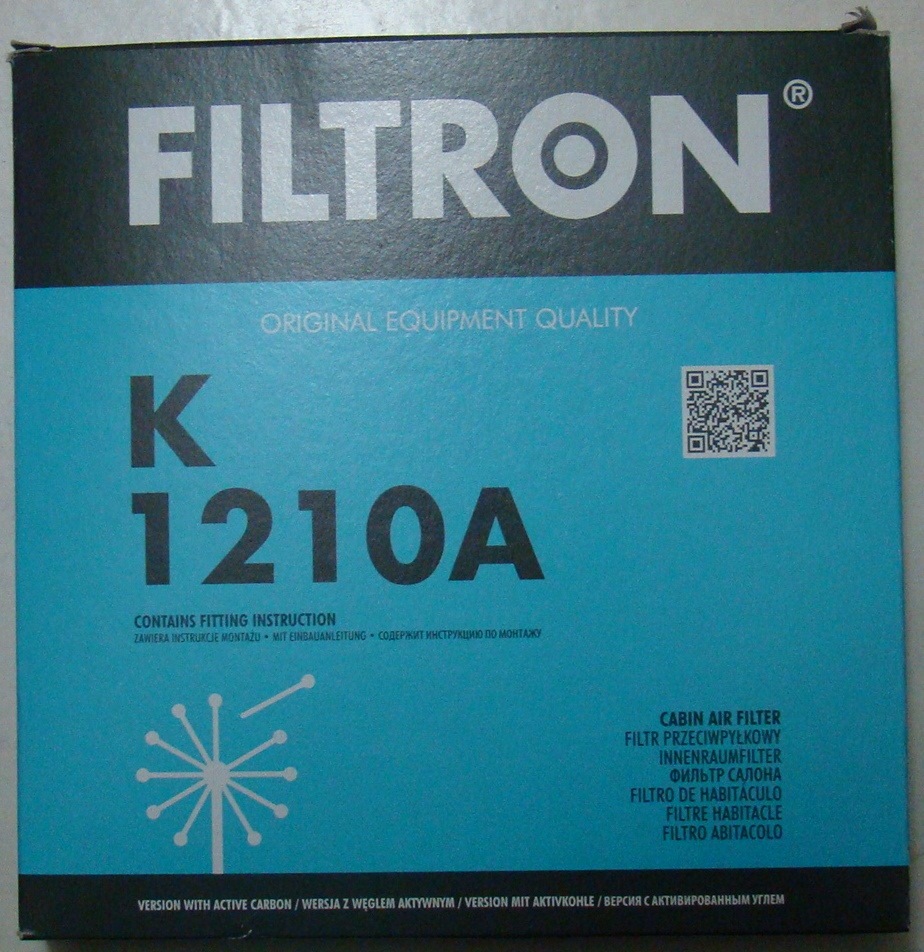 FILTRON®
ORIGINAL EQUIPMENT QUALITY
K
1210A
CONTAINS FITTING INSTRUCTION
ZAWIERA INSTRUKCJE MONTAŻU • MIT EINBAUANLEITUNG • СОДЕРЖИТ ИНСТРУКЦИЮ ПО МОНТАЖУ
CABIN AIR FILTER
FILTR PRZECIWPYŁKOWY
INNENRAUMFILTER
ФИЛЬТР САЛОНА
FILTRO DE HABITÁCULO
FILTRE HABITACLE
FILTRO ABITACOLO
VERSION WITH ACTIVE CARBON / WERSJA Z WĘGLEM AKTYWNYM / VERSION MIT AKTIVKOHLE / ВЕРСИЯ С АКТИВИРОВАННЫМ УГЛЕМ